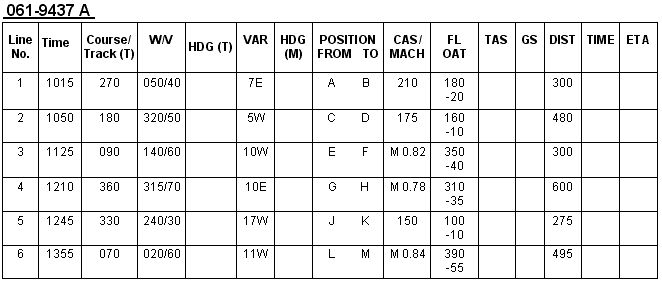 061-9437 A
Line No. Time Course/ Track (T) W/V HDG (T) VAR HDG (M) POSITION FROM TO CAS/ MACH FL OAT TAS GS DIST TIME ETA
1 1015 270 050/40 7E A B 210 180 -20 300
2 1050 180 320/50 5W C D 175 160 -10 480
3 1125 090 140/60 10W E F M 0.82 350 -40 300
4 1210 360 315/70 10E G H M 0.78 310 -35 600
5 1245 330 240/30 17W J K 150 100 -10 275
6 1355 070 020/60 11W L M M 0.84 390 -55 495